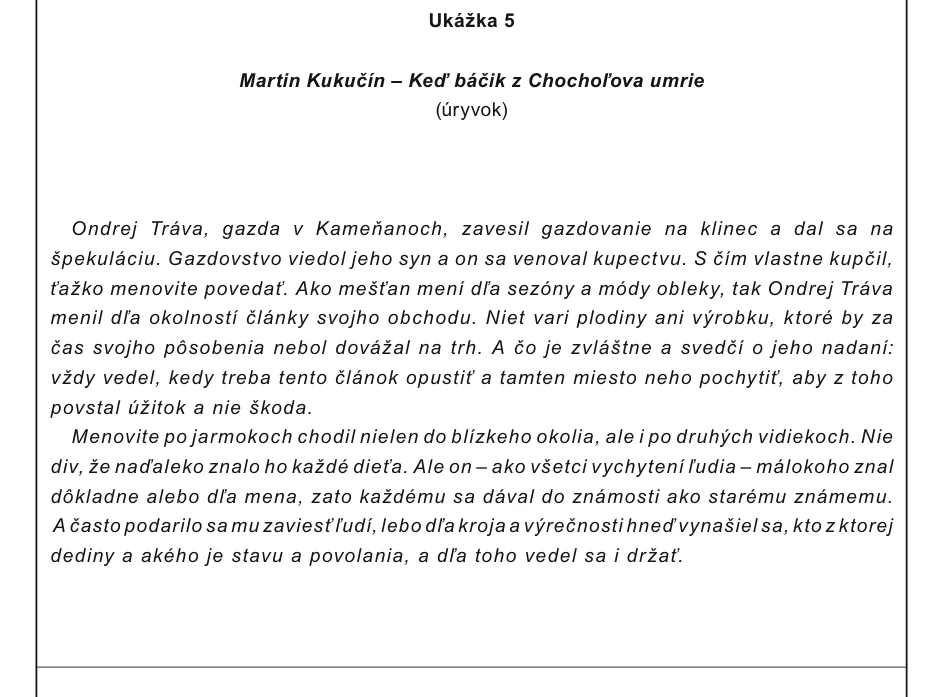 Ukážka 5
Martin Kukučín – Keď báčik z Chochoľova umrie
(úryvok)
Ondrej Tráva, gazda v Kameňanoch, zavesil gazdovanie na klinec a dal sa na
špekuláciu. Gazdovstvo viedol jeho syn a on sa venoval kupectvu. S čím vlastne kupčil,
ťažko menovite povedať. Ako mešťan mení dľa sezóny a módy obleky, tak Ondrej Tráva
menil dľa okolností články svojho obchodu. Niet vari plodiny ani výrobku, ktoré by za
čas svojho pôsobenia nebol dovážal na trh. A čo je zvláštne a svedčí o jeho nadaní:
vždy vedel, kedy treba tento článok opustiť a tamten miesto neho pochytiť, aby z toho
povstal úžitok a nie škoda.
Menovite po jarmokoch chodil nielen do blízkeho okolia, ale i po druhých vidiekoch. Nie
div, že naďaleko znalo ho každé dieťa. Ale on – ako všetci vychytení ľudia – málokoho znal
dôkladne alebo dľa mena, zato každému sa dával do známosti ako starému známemu.
A často podarilo sa mu zaviesť ľudí, lebo dľa kroja a výrečnosti hneď vynašiel sa, kto z ktorej
dediny a akého je stavu a povolania, a dľa toho vedel sa i držať.